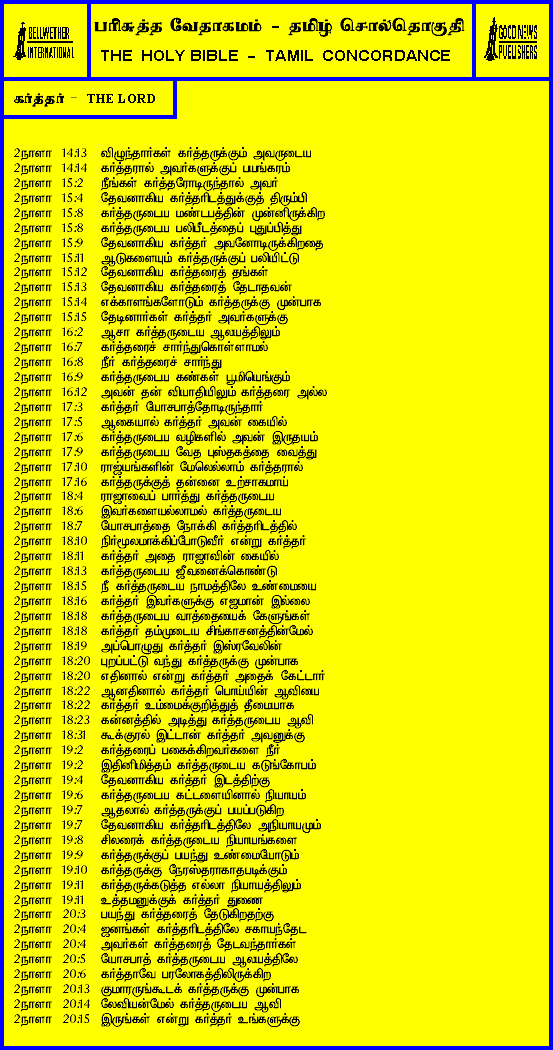 BELLWETHER
INTERNATIONAL
பரிசுத்த வேதாகமம் - தமிழ் சொல்தொகுதி
THE HOLY BIBLE - TAMIL CONCORDANCE
GOOD NEWS
PUBLISHERS
கர்த்தர் - THE LORD
2நாளா 14:13 விழுந்தார்கள் கர்த்தருக்கும் அவருடைய
2நாளா 14:14 கர்த்தரால் அவர்களுக்குப் பயங்கரம்
2நாளா 15:2 நீங்கள் கர்த்தரோடிருந்தால் அவர்
2நாளா 15:4 தேவனாகிய கர்த்தரிடத்துக்குத் திரும்பி
2நாளா 15:8 கர்த்தருடைய மண்டபத்தின் முன்னிருக்கிற
2நாளா 15:8 கர்த்தருடைய பலிபீடத்தைப் புதுப்பித்து
2நாளா 15:9 தேவனாகிய கர்த்தர் அவனோடிருக்கிறதை
2நாளா 15:11 ஆடுகளையும் கர்த்தருக்குப் பலியிட்டு
2நாளா 15:12 தேவனாகிய கர்த்தரைத் தங்கள்
2நாளா 15:13 தேவனாகிய கர்த்தரைத் தேடாதவன்
2நாளா 15:14 எக்காளங்களோடும் கர்த்தருக்கு முன்பாக
2நாளா 15:15 தேடினார்கள் கர்த்தர் அவர்களுக்கு
2நாளா 16:2 ஆசா கர்த்தருடைய ஆலயத்திலும்
2நாளா 16:7 கர்த்தரைச் சார்ந்துகொள்ளாமல்
2நாளா 16:8 நீர் கர்த்தரைச் சார்ந்து
2நாளா 16:9 கர்த்தருடைய கண்கள் பூமியெங்கும்
2நாளா 16:12 அவன் தன் வியாதியிலும் கர்த்தரை அல்ல
2நாளா 17:3 கர்த்தர் யோசபாத்தோடிருந்தார்
2நாளா 17:5 ஆகையால் கர்த்தர் அவன் கையில்
2நாளா 17:6 கர்த்தருடைய வழிகளில் அவன் இருதயம்
2நாளா 17:9 கர்த்தருடைய வேத புஸ்தகத்தை வைத்து
2நாளா 17:10 ராஜ்யங்களின் மேலெல்லாம் கர்த்தரால்
2நாளா 17:16 கர்த்தருக்குத் தன்னை உற்சாகமாய்
2நாளா 18:4 ராஜாவைப் பார்த்து கர்த்தருடைய
2நாளா 18:6 இவர்களையல்லாமல் கர்த்தருடைய
2நாளா 18:7 யோசபாத்தை நோக்கி கர்த்தரிடத்தில்
2நாளா 18:10 நிர்மூலமாக்கிப்போடுவீர் என்று கர்த்தர்
2நாளா 18:11 கர்த்தர் அதை ராஜாவின் கையில்
2நாளா 18:13 கர்த்தருடைய ஜீவனைக்கொண்டு
2நாளா 18:15 நீ கர்த்தருடைய நாமத்திலே உண்மையை
2நாளா 18:16 கர்த்தர் இவர்களுக்கு எஜமான் இல்லை
2நாளா 18:18 கர்த்தருடைய வார்த்தையைக் கேளுங்கள்
2நாளா 18:18 கர்த்தர் தம்முடைய சிங்காசனத்தின்மேல்
2நாளா 18:19 அப்பொழுது கர்த்தர் இஸ்ரவேலின்
2நாளா 18:20 புறப்பட்டு வந்து கர்த்தருக்கு முன்பாக
2நாளா 18:20 எதினால் என்று கர்த்தர் அதைக் கேட்டார்
2நாளா 18:22 ஆனதினால் கர்த்தர் பொய்யின் ஆவியை
2நாளா 18:22 கர்த்தர் உம்மைக்குறித்துத் தீமையாக
2நாளா 18:23 கன்னத்தில் அடித்து கர்த்தருடைய ஆவி
2நாளா 18:31 கூக்குரல் இட்டான் கர்த்தர் அவனுக்கு
2நாளா 19:2 கர்த்தரைப் பகைக்கிறவர்களை நீர்
2நாளா 19:2 இதினிமித்தம் கர்த்தருடைய கடுங்கோபம்
2நாளா 19:4 தேவனாகிய கர்த்தர் இடத்திற்கு
2நாளா 19:6 கர்த்தருடைய கட்டளையினால் நியாயம்
2நாளா 19:7 ஆதலால் கர்த்தருக்குப் பயப்படுகிற
2நாளா 19:7 தேவனாகிய கர்த்தரிடத்திலே அநியாயமும்
2நாளா 19:8 சிலரைக் கர்த்தருடைய நியாயங்களை
2நாளா 19:9 கர்த்தருக்குப் பயந்து உண்மையோடும்
2நாளா 19:10 கர்த்தருக்கு நேரஸ்தராகாதபடிக்கும்
2நாளா 19:11 கர்த்தருக்கடுத்த எல்லா நியாயத்திலும்
2நாளா 19:11 உத்தமனுக்குக் கர்த்தர் துணை
2நாளா 20:3 பயந்து கர்த்தரைத் தேடுகிறதற்கு
2நாளா 20:4 ஜனங்கள் கர்த்தரிடத்திலே சகாயந்தேட
2நாளா 20:4 அவர்கள் கர்த்தரைத் தேடவந்தார்கள்
2நாளா 20:5 யோசபாத் கர்த்தருடைய ஆலயத்திலே
2நாளா 20:6 கர்த்தாவே பரலோகத்திலிருக்கிற
2நாளா 20:13 குமாரருங்கூடக் கர்த்தருக்கு முன்பாக
2நாளா 20:14 லேவியன்மேல் கர்த்தருடைய ஆவி
2நாளா 20:15 இருங்கள் என்று கர்த்தர் உங்களுக்கு